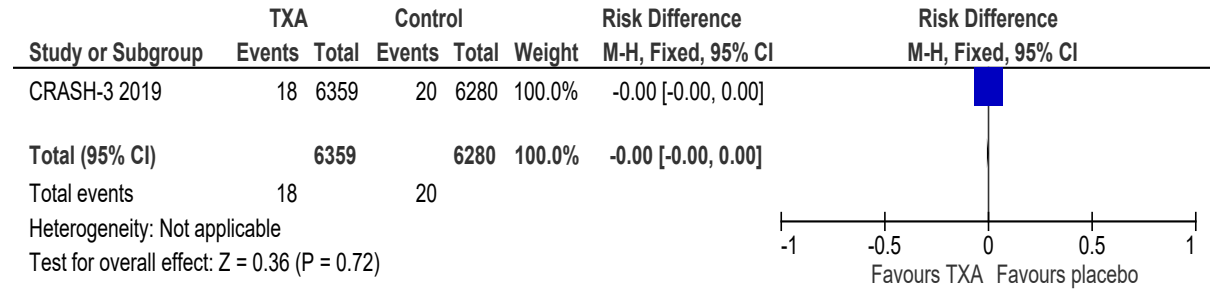 TXA Control Risk Difference Risk Difference
Study or Subgroup Events Total Events Total Weight M-H, Fixed, 95% CI M-H, Fixed, 95% CI
CRASH-3 2019 18 6359 20 6280 100.0% -0.00 [-0.00, 0.00]
Total (95% CI) 6359 6280 100.0% -0.00 [-0.00, 0.00]
Total events 18 20
Heterogeneity: Not applicable
Test for overall effect: Z = 0.36 (P = 0.72)
-1 -0.5 0 0.5 1
Favours TXA Favours placebo